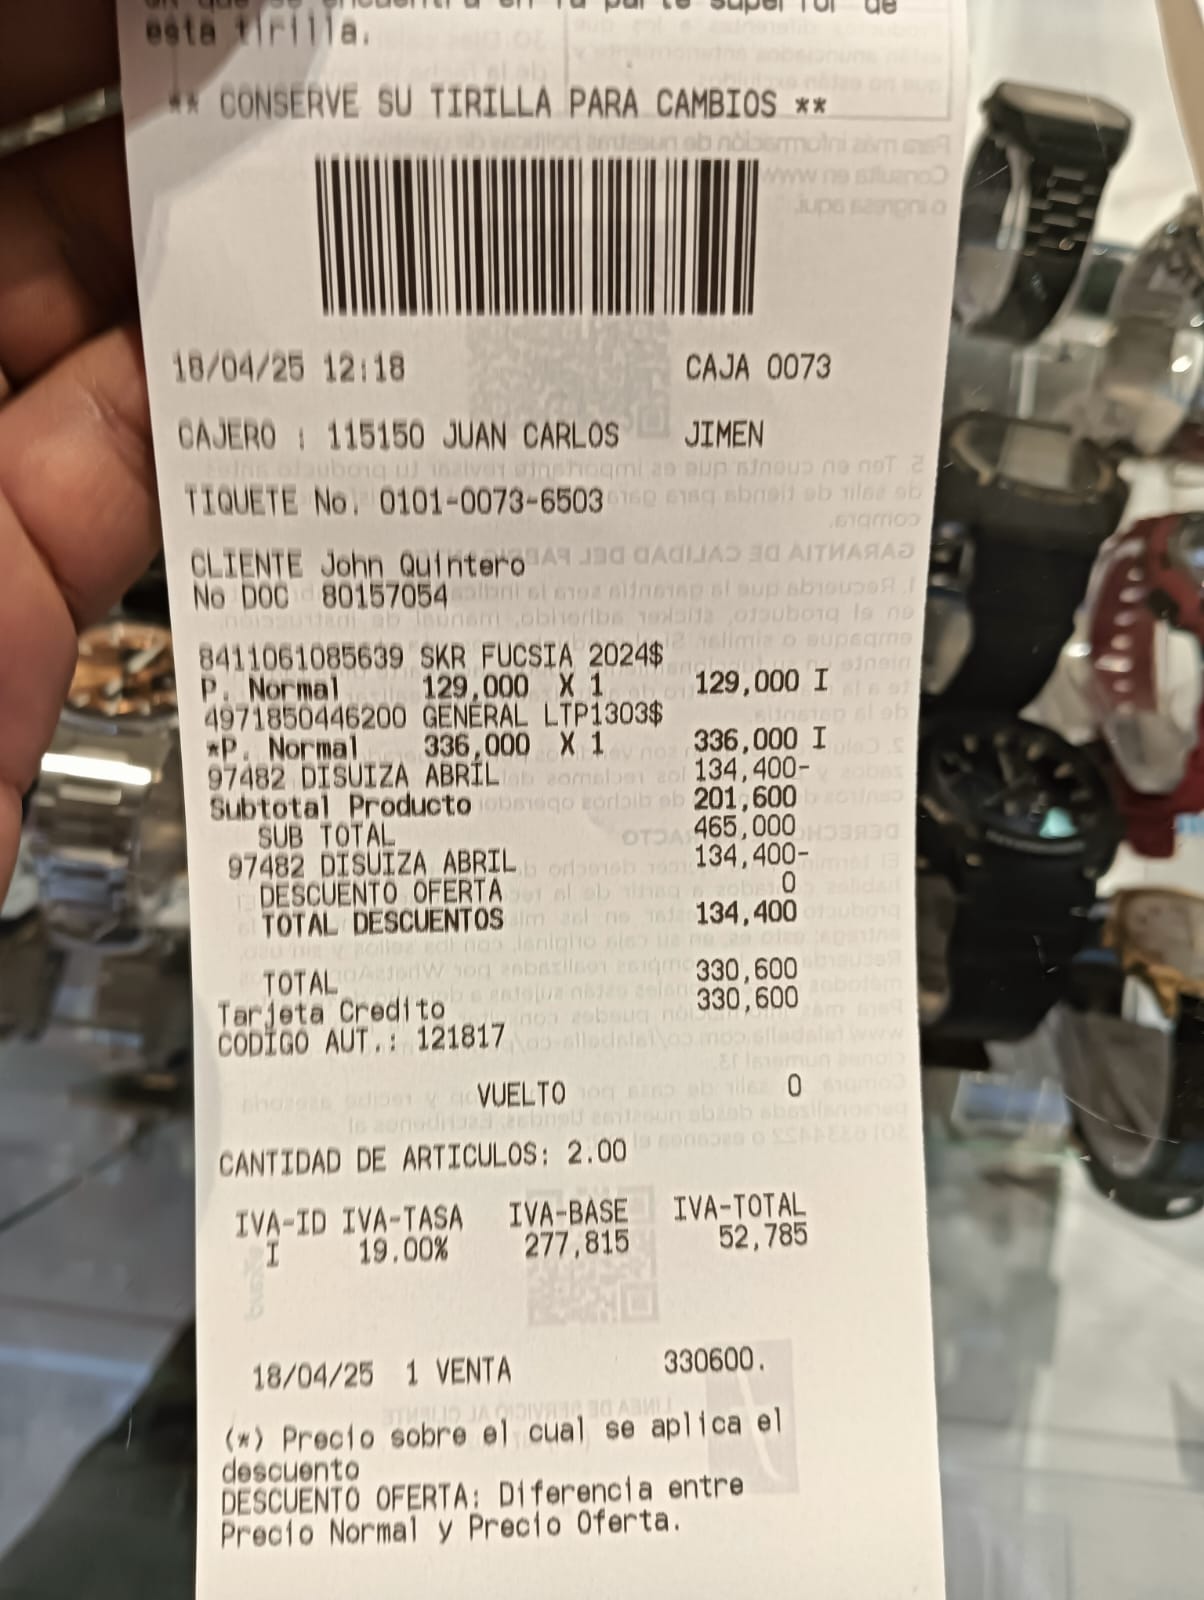 esta tirilla.
** CONSERVE SU TIRILLA PARA CAMBIOS **
18/04/25 12:18 CAJA 0073
CAJERO : 115150 JUAN CARLOS JIMEN
TIQUETE No. 0101-0073-6503
CLIENTE John Quintero
No DOC 80157054
8411061085639 SKR FUCSIA 2024$
P. Normal 129,000 X 1 129,000 I
4971850446200 GENERAL LTP1303$
*P. Normal 336,000 X 1 336,000 I
97482 DISUIZA ABRIL 134,400-
Subtotal Producto 201,600
SUB TOTAL 465,000
97482 DISUIZA ABRIL 134,400-
DESCUENTO OFERTA 0
TOTAL DESCUENTOS 134,400
TOTAL 330,600
Tarjeta Credito 330,600
CODIGO AUT.: 121817
VUELTO 0
CANTIDAD DE ARTICULOS: 2.00
IVA-ID IVA-TASA IVA-BASE IVA-TOTAL
I 19.00% 277,815 52,785
18/04/25 1 VENTA 330600.
(*) Precio sobre el cual se aplica el
descuento
DESCUENTO OFERTA: Diferencia entre
Precio Normal y Precio Oferta.